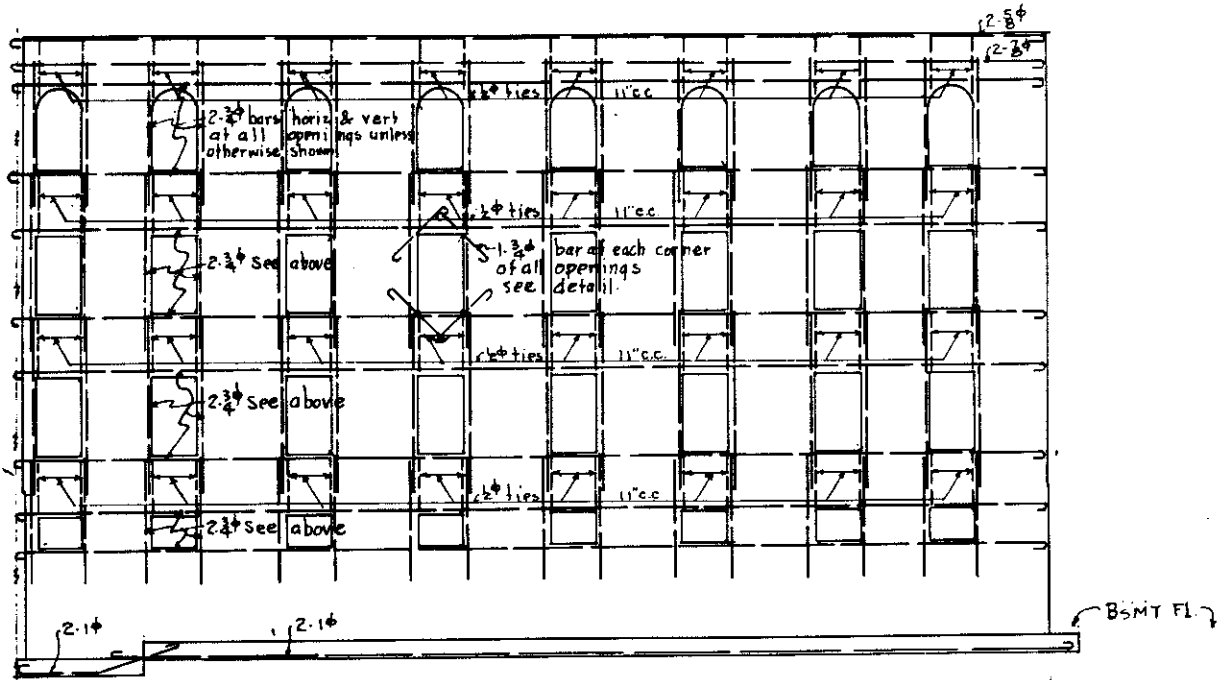 2-⅝ϕ
2-⅞ϕ
½ϕ ties 11"c.c.
2-¾ϕ bars horiz & vert
at all openings unless
otherwise shown
½ϕ ties 11"c.c.
2-¾ϕ See above
1-¾ϕ bar at each corner
of all openings
see detail.
½ϕ ties 11"c.c.
2-¾ϕ See above
½ϕ ties 11"c.c
2-¾ϕ See above
BSMT FL.
2-1ϕ
2-1ϕ